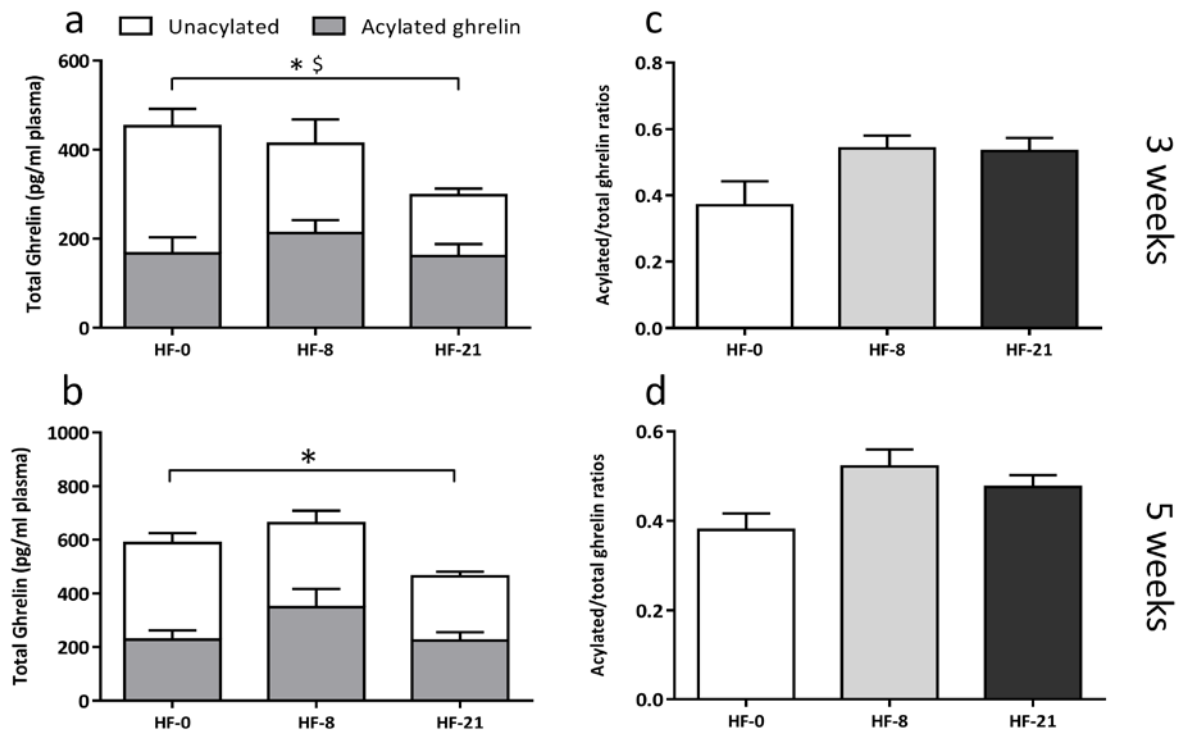 a
Unacylated
Acylated ghrelin
Total Ghrelin (pg/ml plasma)
600
400
200
0
* $
HF-0
HF-8
HF-21
c
Acylated/total ghrelin ratios
0.8
0.6
0.4
0.2
0.0
HF-0
HF-8
HF-21
3 weeks
b
Total Ghrelin (pg/ml plasma)
1000
800
600
400
200
0
*
HF-0
HF-8
HF-21
d
Acylated/total ghrelin ratios
0.6
0.4
0.2
0.0
HF-0
HF-8
HF-21
5 weeks